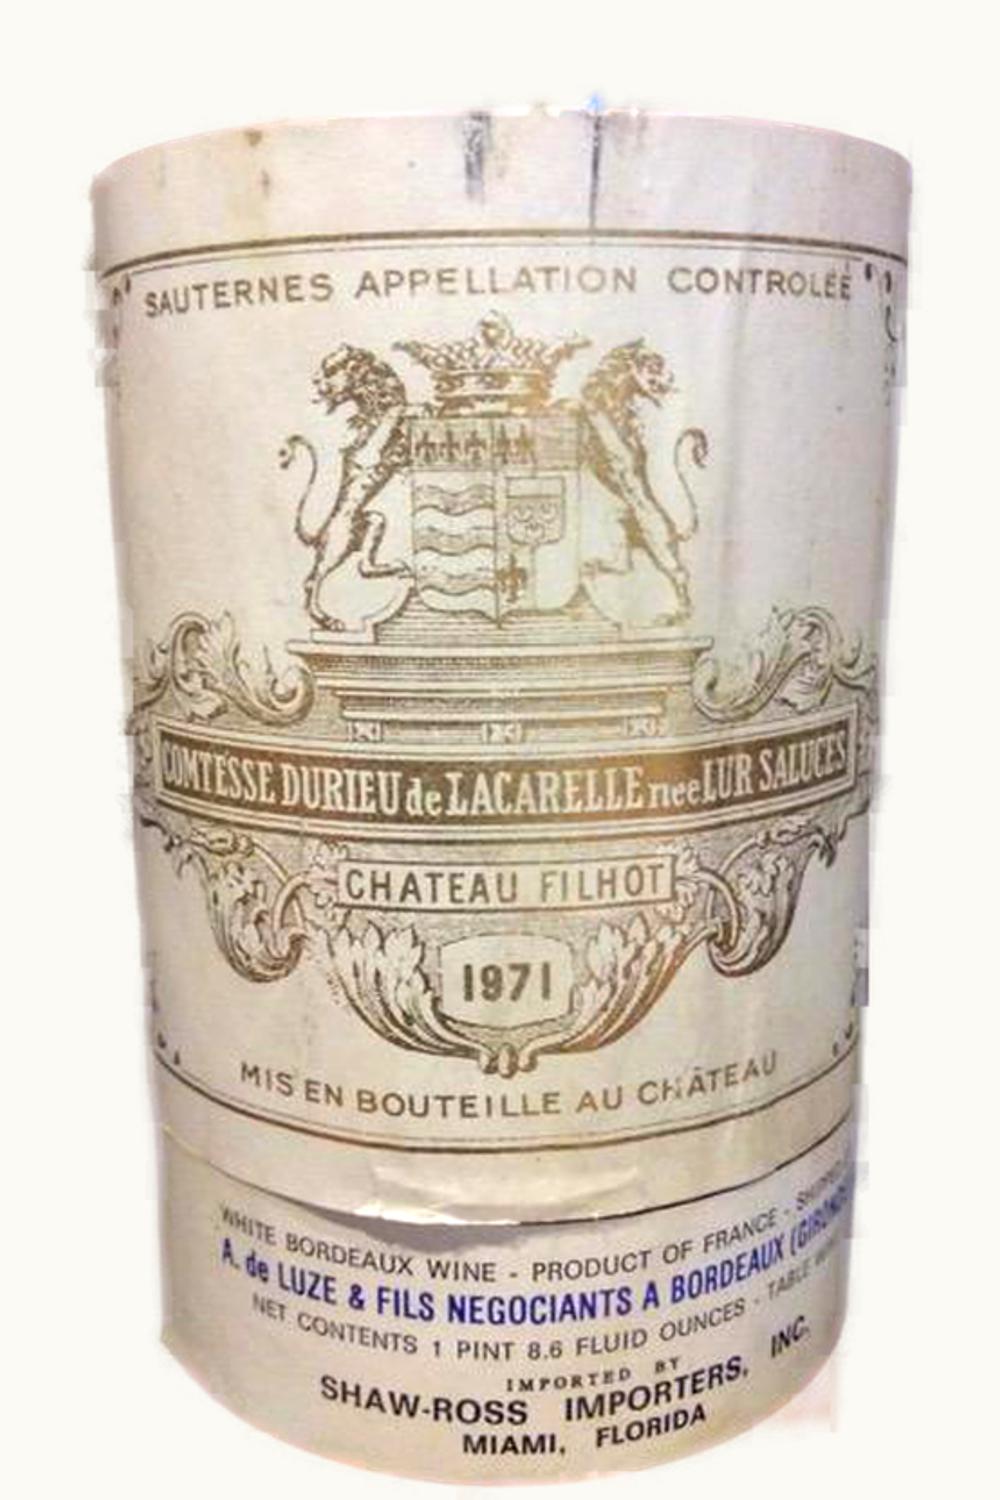 SAUTERNES APPELLATION CONTROLÉE
COMTESSE DURIEU de LACARELLE née LUR SALUCES
CHATEAU FILHOT
1971
MIS EN BOUTEILLE AU CHÂTEAU
WHITE BORDEAUX WINE - PRODUCT OF FRANCE -
A. de LUZE & FILS NEGOCIANTS A BORDEAUX
NET CONTENTS 1 PINT 8.6 FLUID OUNCES - TABLE
IMPORTED BY
SHAW-ROSS IMPORTERS, INC.
MIAMI, FLORIDA